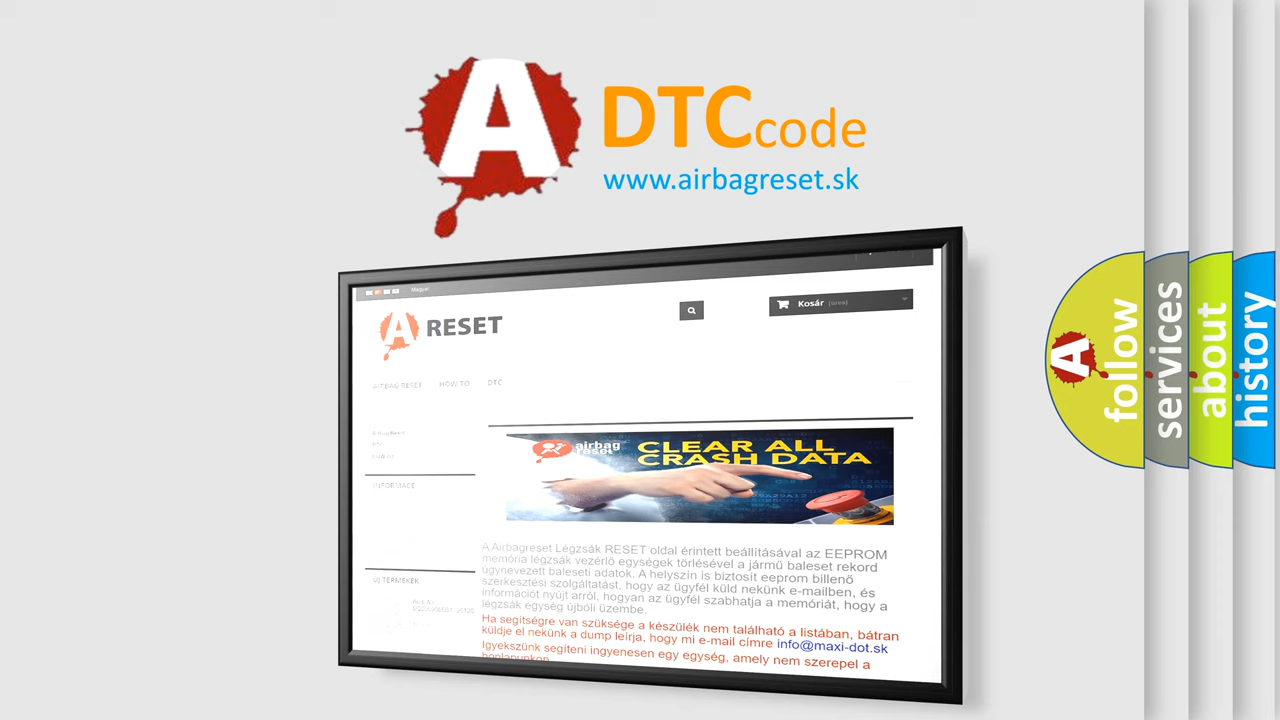 A
DTC code
www.airbagreset.sk
Magyar
A RESET
Kosár (üres)
AIRBAG RESET HOW TO DTC
INFORMACE
ÚJ TERMÉKEK
airbag
reset
CLEAR ALL
CRASH DATA
A Airbagreset Légzsák RESET oldal érintett beállításával az EEPROM
memória légzsák vezérlő egységek törlésével a jármű baleset rekord
úgynevezett baleseti adatok. A helyszín is biztosít eeprom billenő
szerkesztési szolgáltatást, hogy az ügyfél küld nekünk e-mailben, és
információt nyújt arról, hogyan az ügyfél szabhatja a memóriát, hogy a
légzsák egység újbóli üzembe.
Ha segítségre van szüksége a készülék nem található a listában, bátran
küldje el nekünk a dump leírja, hogy mi e-mail címre info@maxi-dot.sk
Igyekszünk segíteni ingyenesen egy egység, amely nem szerepel a
honlapunkon
A
follow
services
about
history